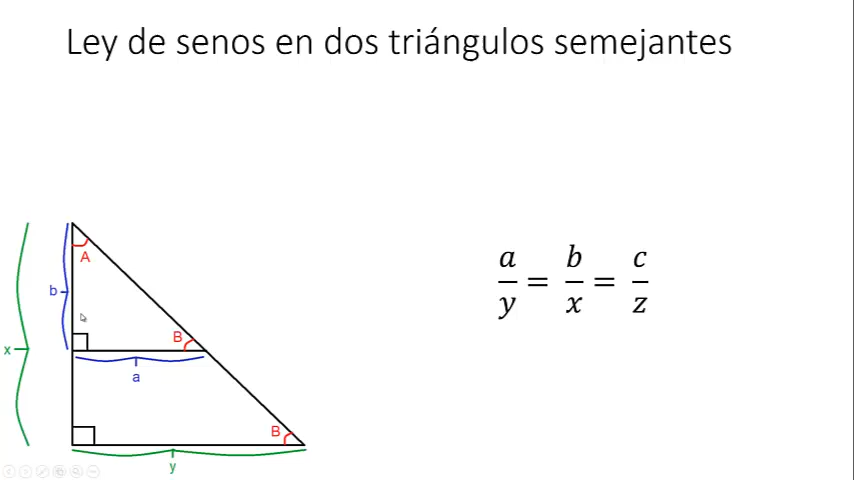 Ley de senos en dos triángulos semejantes
a/y = b/x = c/z
A
b
B
x
a
B
y